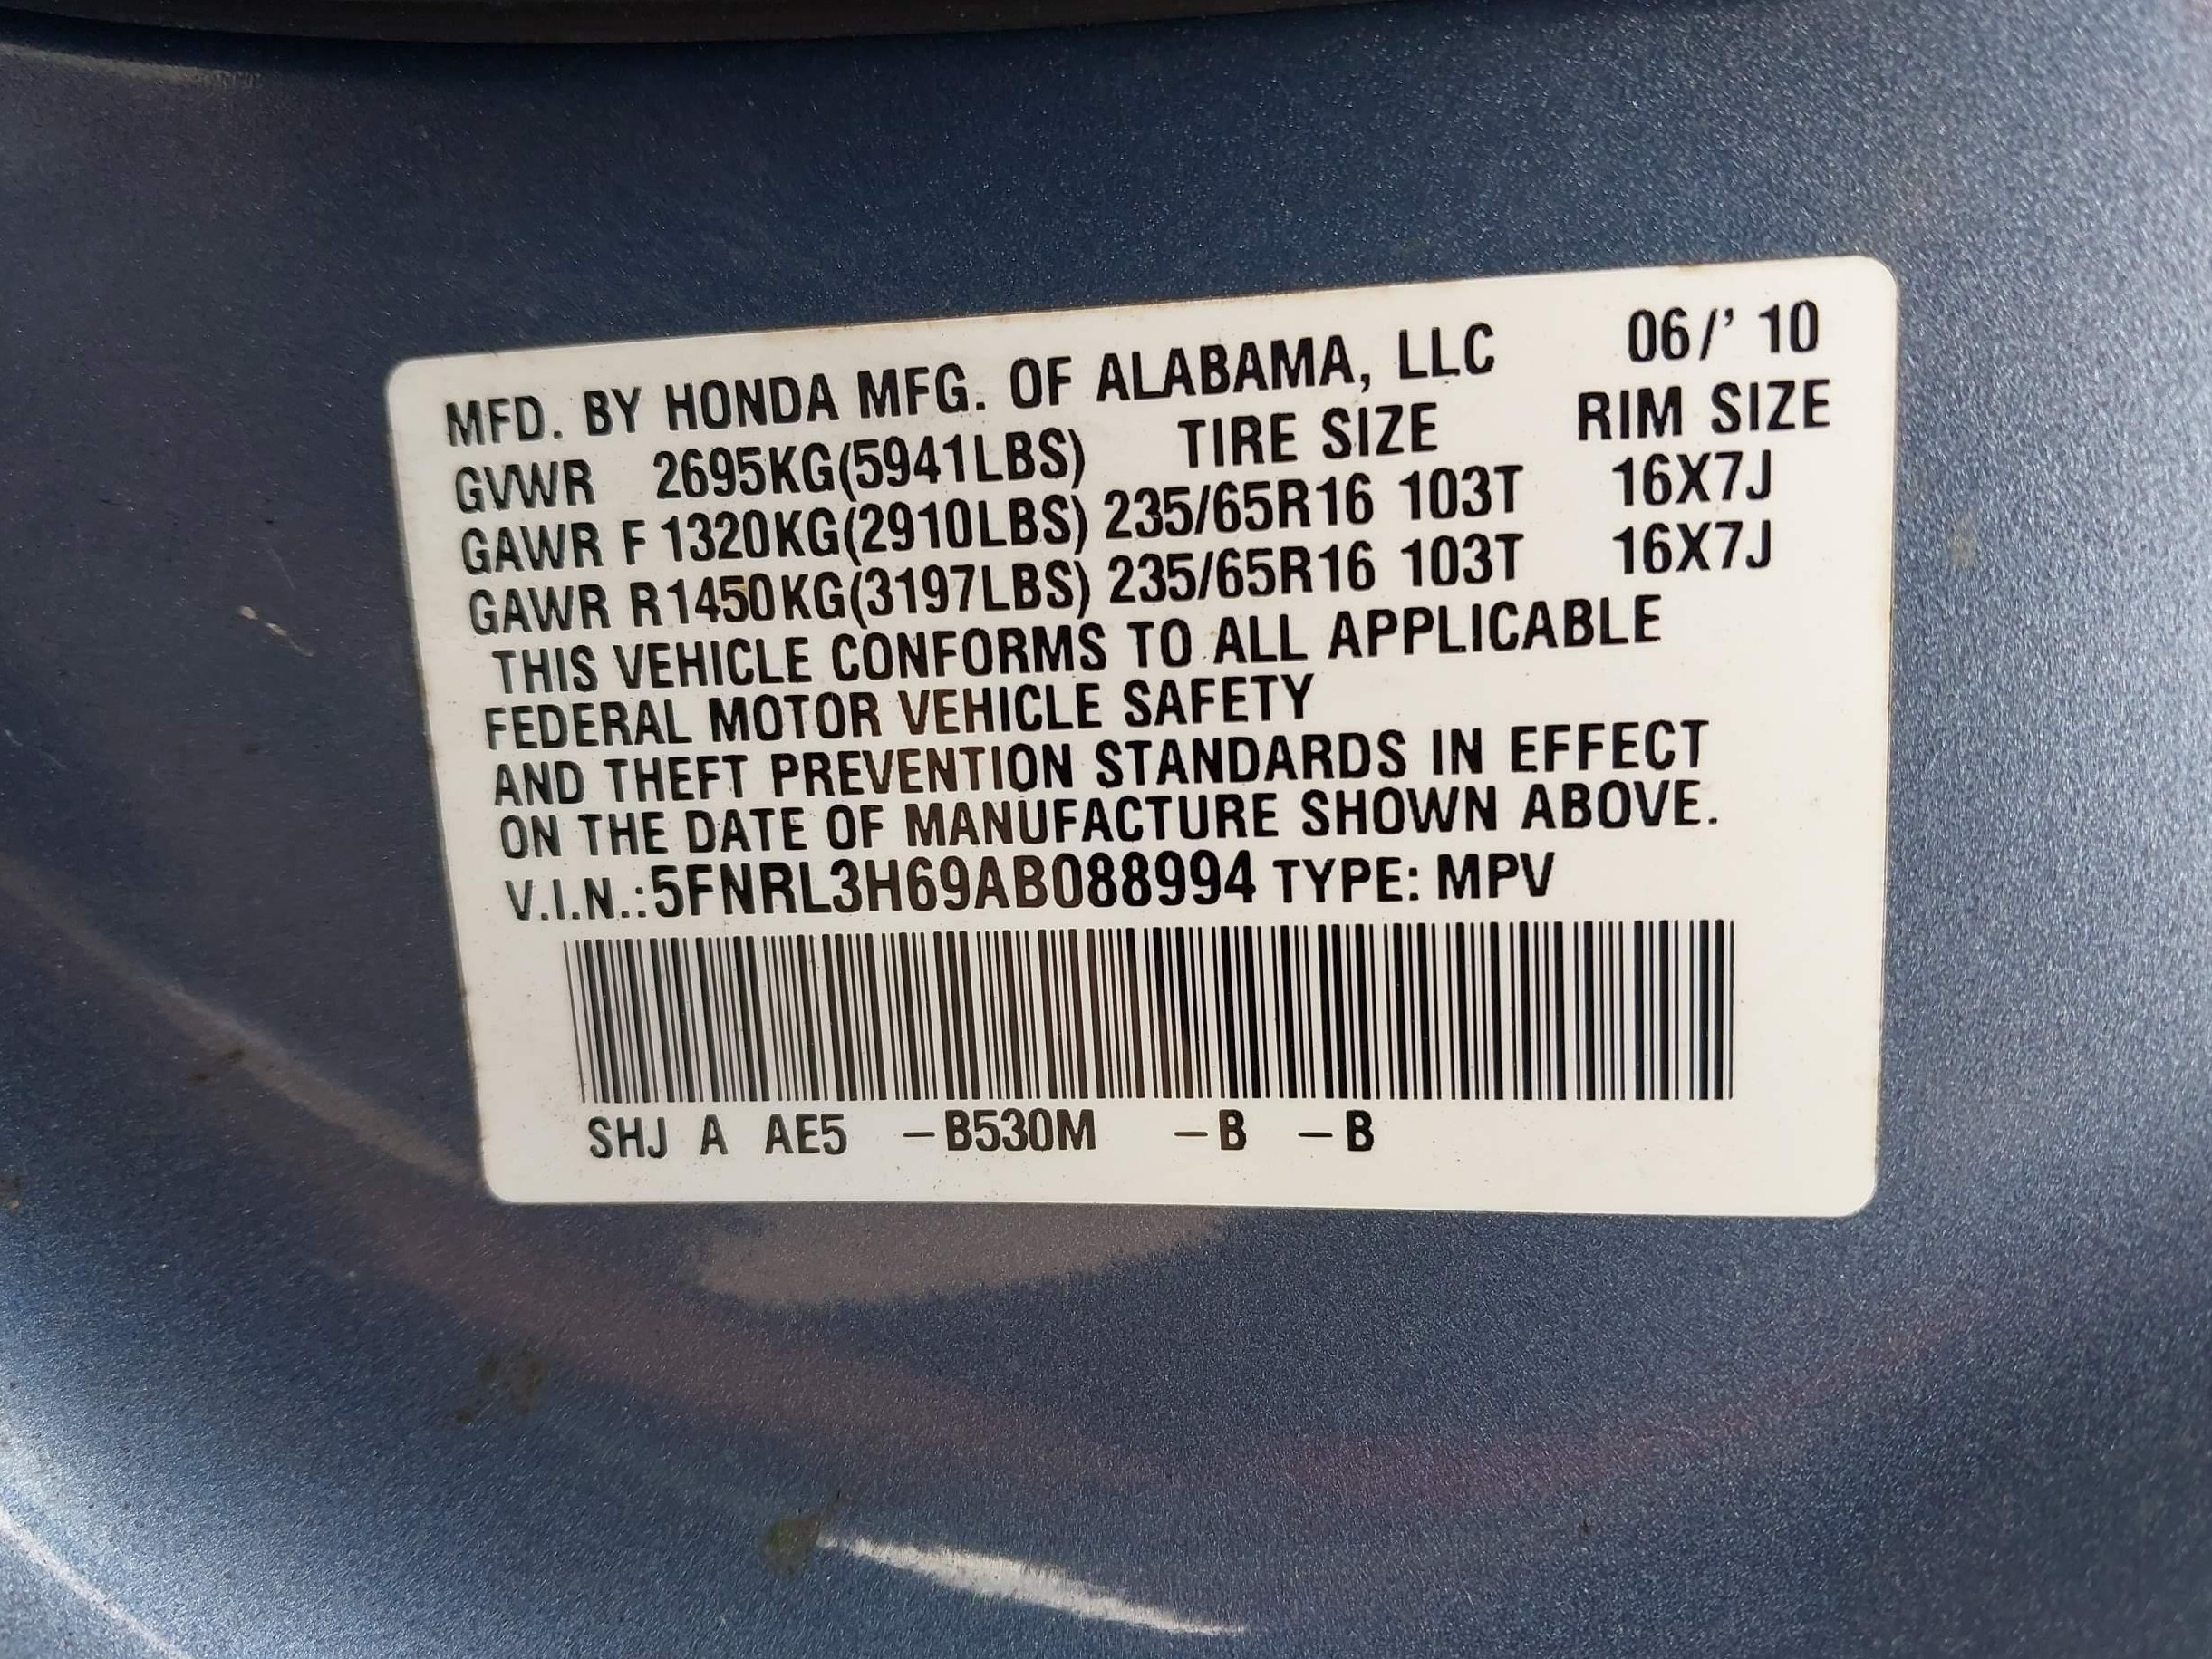 MFD. BY HONDA MFG. OF ALABAMA, LLC 06/' 10
GVWR 2695KG(5941LBS) TIRE SIZE RIM SIZE
GAWR F 1320KG(2910LBS) 235/65R16 103T 16X7J
GAWR R 1450KG(3197LBS) 235/65R16 103T 16X7J
THIS VEHICLE CONFORMS TO ALL APPLICABLE
FEDERAL MOTOR VEHICLE SAFETY
AND THEFT PREVENTION STANDARDS IN EFFECT
ON THE DATE OF MANUFACTURE SHOWN ABOVE.
V.I.N.:5FNRL3H69AB088994 TYPE: MPV
SHJ A AE5 –B530M –B –B